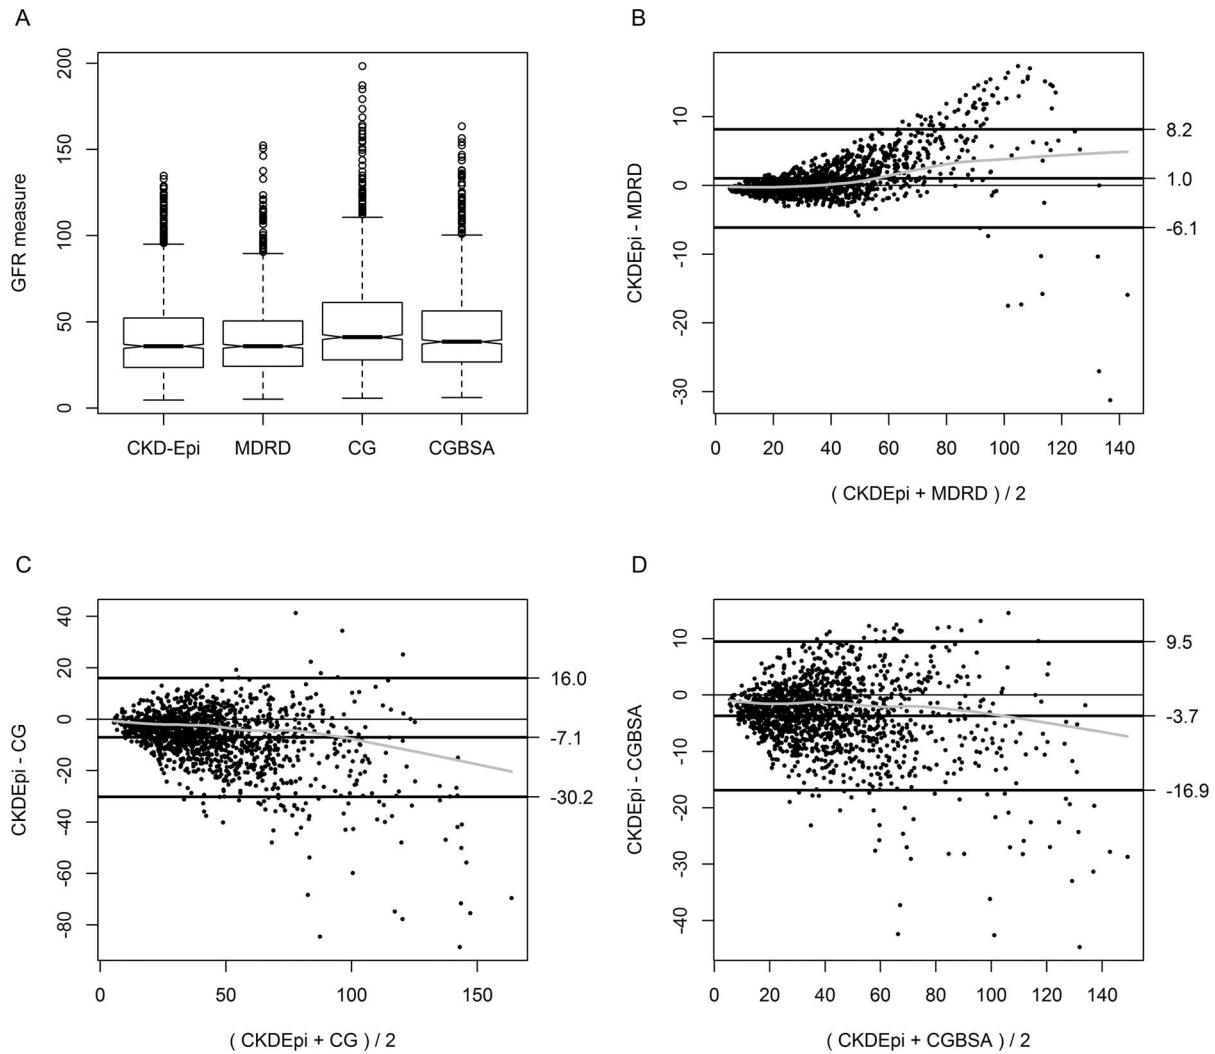 A
GFR measure
200
150
100
50
0
CKD-Epi MDRD CG CGBSA
B
CKDEpi - MDRD
10
0
-10
-20
-30
8.2
1.0
-6.1
0 20 40 60 80 100 120 140
( CKDEpi + MDRD ) / 2
C
CKDEpi - CG
40
20
0
-20
-40
-60
-80
16.0
-7.1
-30.2
0 50 100 150
( CKDEpi + CG ) / 2
D
CKDEpi - CGBSA
10
0
-10
-20
-30
-40
9.5
-3.7
-16.9
0 20 40 60 80 100 120 140
( CKDEpi + CGBSA ) / 2